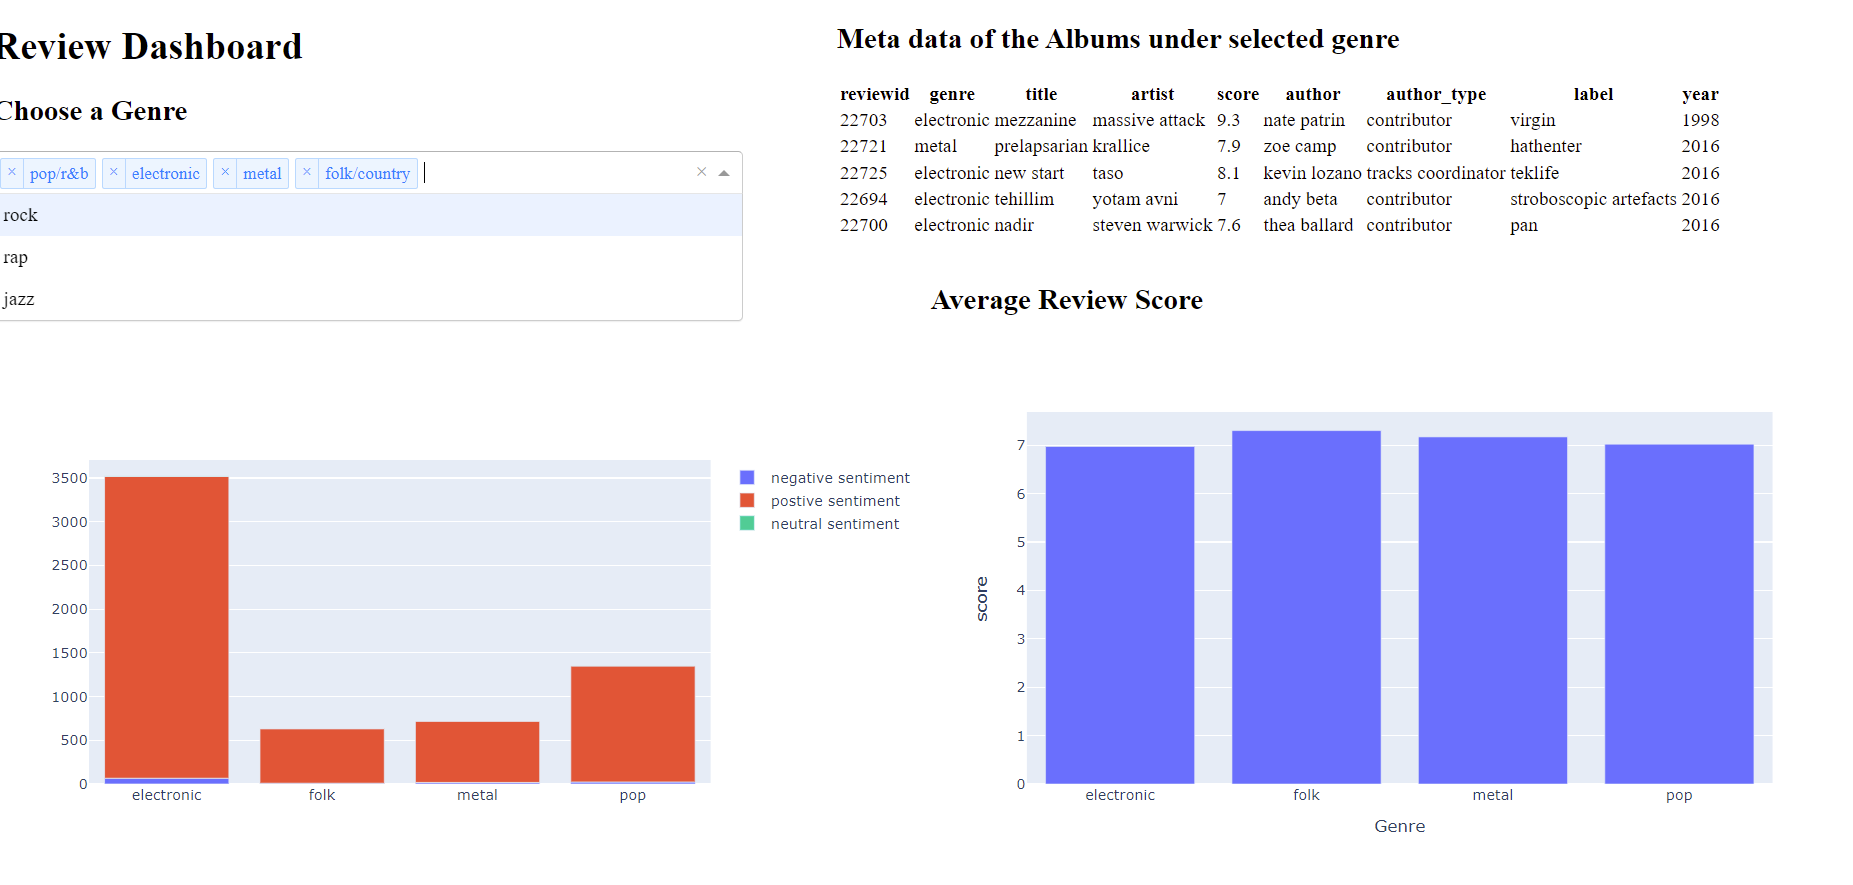 Review Dashboard
Choose a Genre
× pop/r&b × electronic × metal × folk/country ×
rock
rap
jazz
Meta data of the Albums under selected genre
reviewid genre title artist score author author_type label year
22703 electronic mezzanine massive attack 9.3 nate patrin contributor virgin 1998
22721 metal prelapsarian krallice 7.9 zoe camp contributor hathenter 2016
22725 electronic new start taso 8.1 kevin lozano tracks coordinator teklife 2016
22694 electronic tehillim yotam avni 7 andy beta contributor stroboscopic artefacts 2016
22700 electronic nadir steven warwick 7.6 thea ballard contributor pan 2016
Average Review Score
3500
3000
2500
2000
1500
1000
500
0
electronic folk metal pop
negative sentiment
postive sentiment
neutral sentiment
7
6
5
4
3
2
1
0
score
electronic folk metal pop
Genre